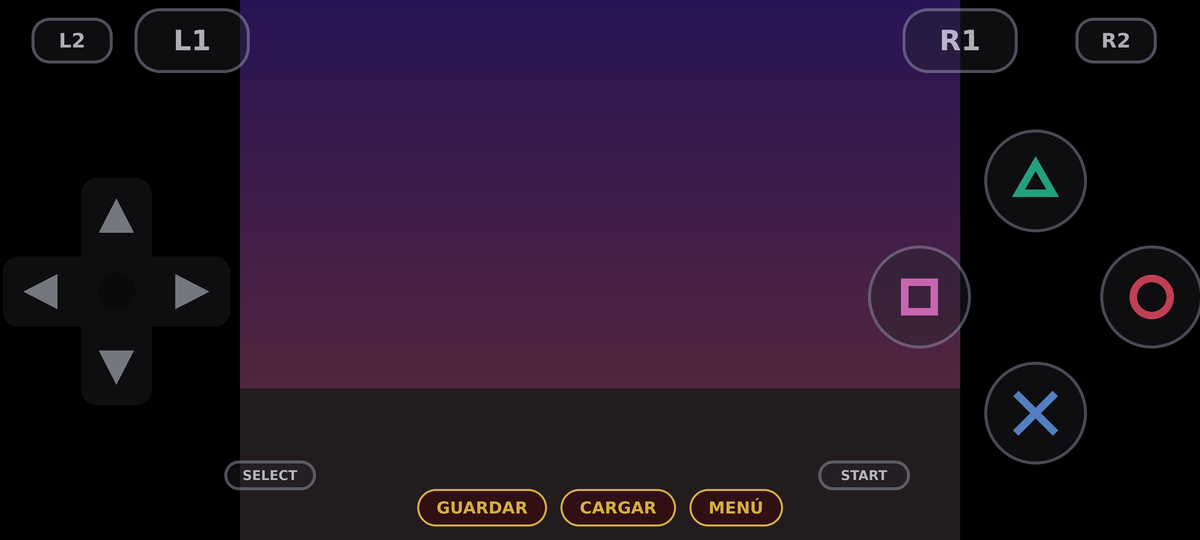 L2
L1
R1
R2
SELECT
START
GUARDAR
CARGAR
MENÚ